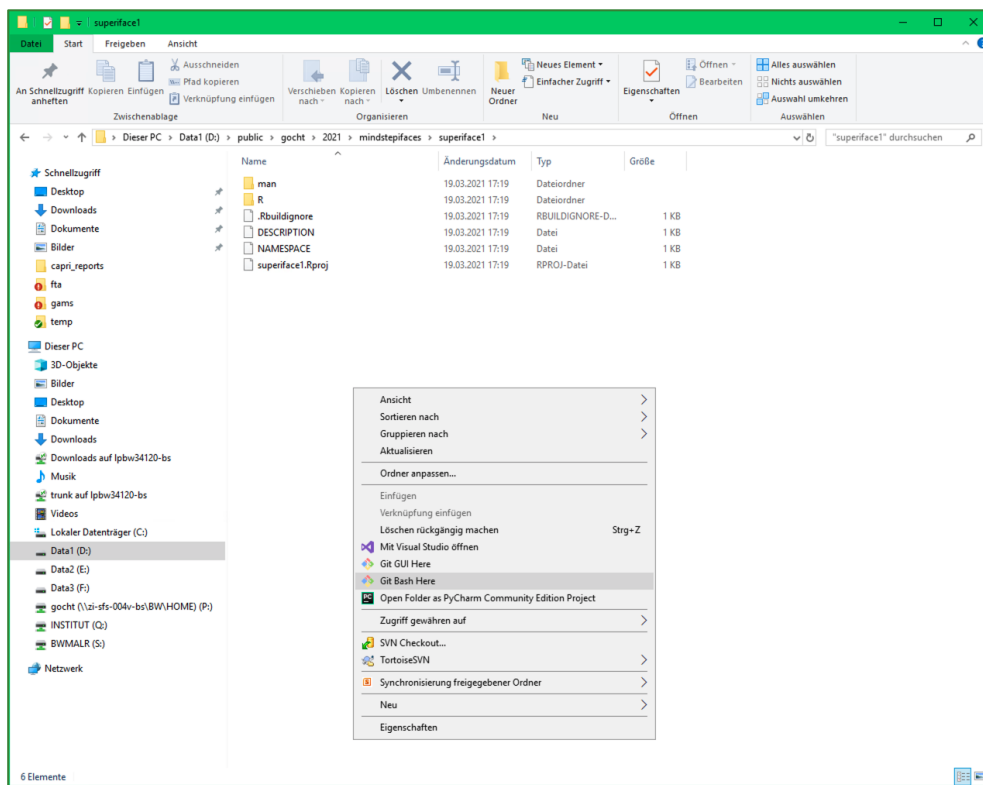 superiface1
Datei Start Freigeben Ansicht
An Schnellzugriff anheften
Kopieren
Einfügen
Ausschneiden
Pfad kopieren
Verknüpfung einfügen
Zwischenablage
Verschieben nach
Kopieren nach
Löschen
Umbenennen
Organisieren
Neuer Ordner
Neues Element
Einfacher Zugriff
Neu
Eigenschaften
Öffnen
Bearbeiten
Öffnen
Alles auswählen
Nichts auswählen
Auswahl umkehren
Auswählen
Dieser PC > Data1 (D:) > public > gocht > 2021 > mindstepifaces > superiface1 >
"superiface1" durchsuchen
Schnellzugriff
Desktop
Downloads
Dokumente
Bilder
capri_reports
fta
gams
temp
Dieser PC
3D-Objekte
Bilder
Desktop
Dokumente
Downloads
Downloads auf lpbw34120-bs
Musik
trunk auf lpbw34120-bs
Videos
Lokaler Datenträger (C:)
Data1 (D:)
Data2 (E:)
Data3 (F:)
gocht (\\zi-sfs-004v-bs\BW\HOME) (P:)
INSTITUT (Q:)
BWMALR (S:)
Netzwerk
Name Änderungsdatum Typ Größe
man 19.03.2021 17:19 Dateiordner
R 19.03.2021 17:19 Dateiordner
.Rbuildignore 19.03.2021 17:19 RBUILDIGNORE-D... 1 KB
DESCRIPTION 19.03.2021 17:19 Datei 1 KB
NAMESPACE 19.03.2021 17:19 Datei 1 KB
superiface1.Rproj 19.03.2021 17:19 RPROJ-Datei 1 KB
Ansicht
Sortieren nach
Gruppieren nach
Aktualisieren
Ordner anpassen...
Einfügen
Verknüpfung einfügen
Löschen rückgängig machen Strg+Z
Mit Visual Studio öffnen
Git GUI Here
Git Bash Here
PC Open Folder as PyCharm Community Edition Project
Zugriff gewähren auf
SVN Checkout...
TortoiseSVN
S Synchronisierung freigegebener Ordner
Neu
Eigenschaften
6 Elemente